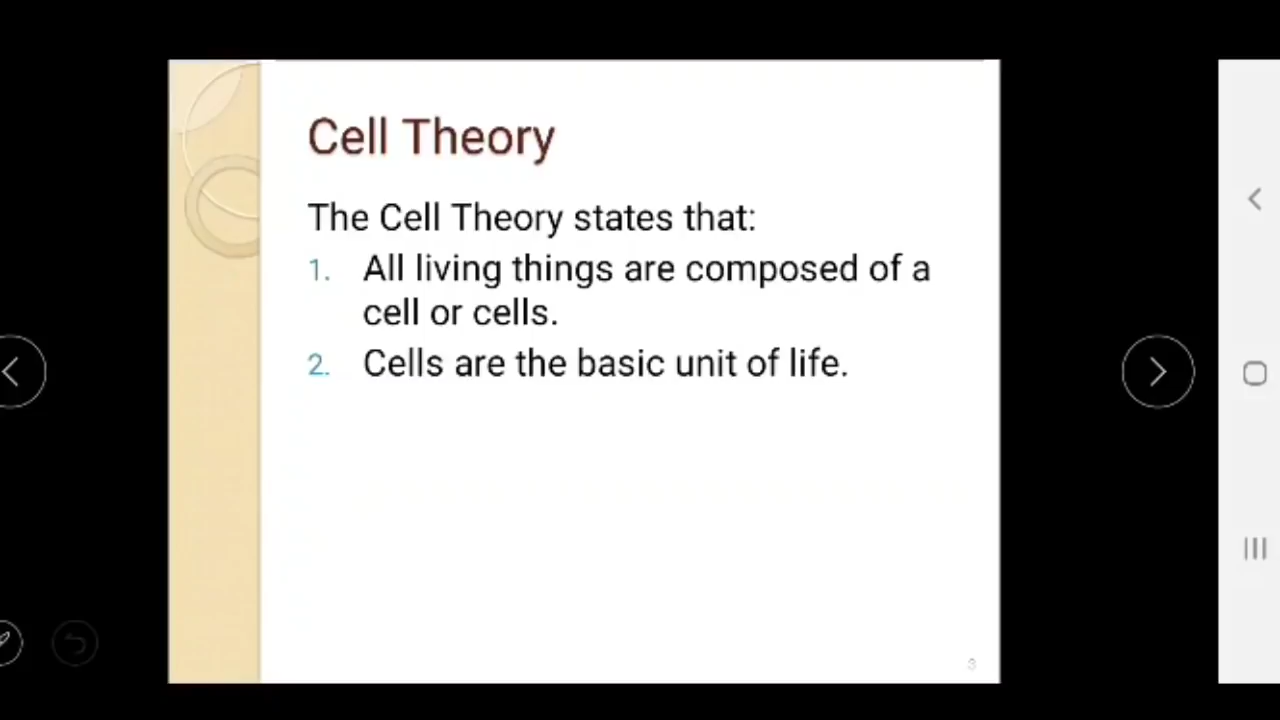 Cell Theory
The Cell Theory states that:
1. All living things are composed of a
cell or cells.
2. Cells are the basic unit of life.
3